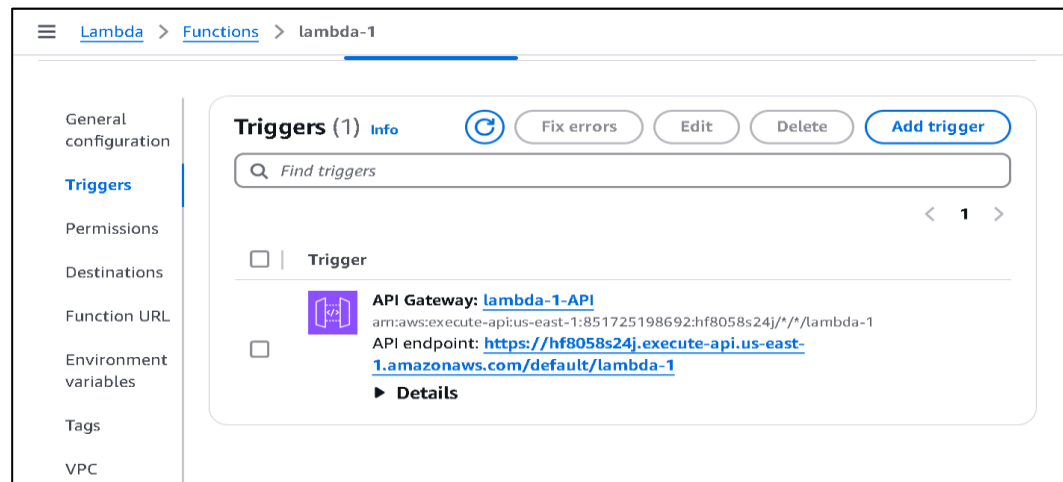 Lambda > Functions > lambda-1
General
configuration
Triggers
Permissions
Destinations
Function URL
Environment
variables
Tags
VPC
Triggers (1) Info
Fix errors
Edit
Delete
Add trigger
Find triggers
< 1 >
Trigger
API Gateway: lambda-1-API
arn:aws:execute-api:us-east-1:851725198692:hf8058s24j/*/*/lambda-1
API endpoint: https://hf8058s24j.execute-api.us-east-
1.amazonaws.com/default/lambda-1
▶ Details